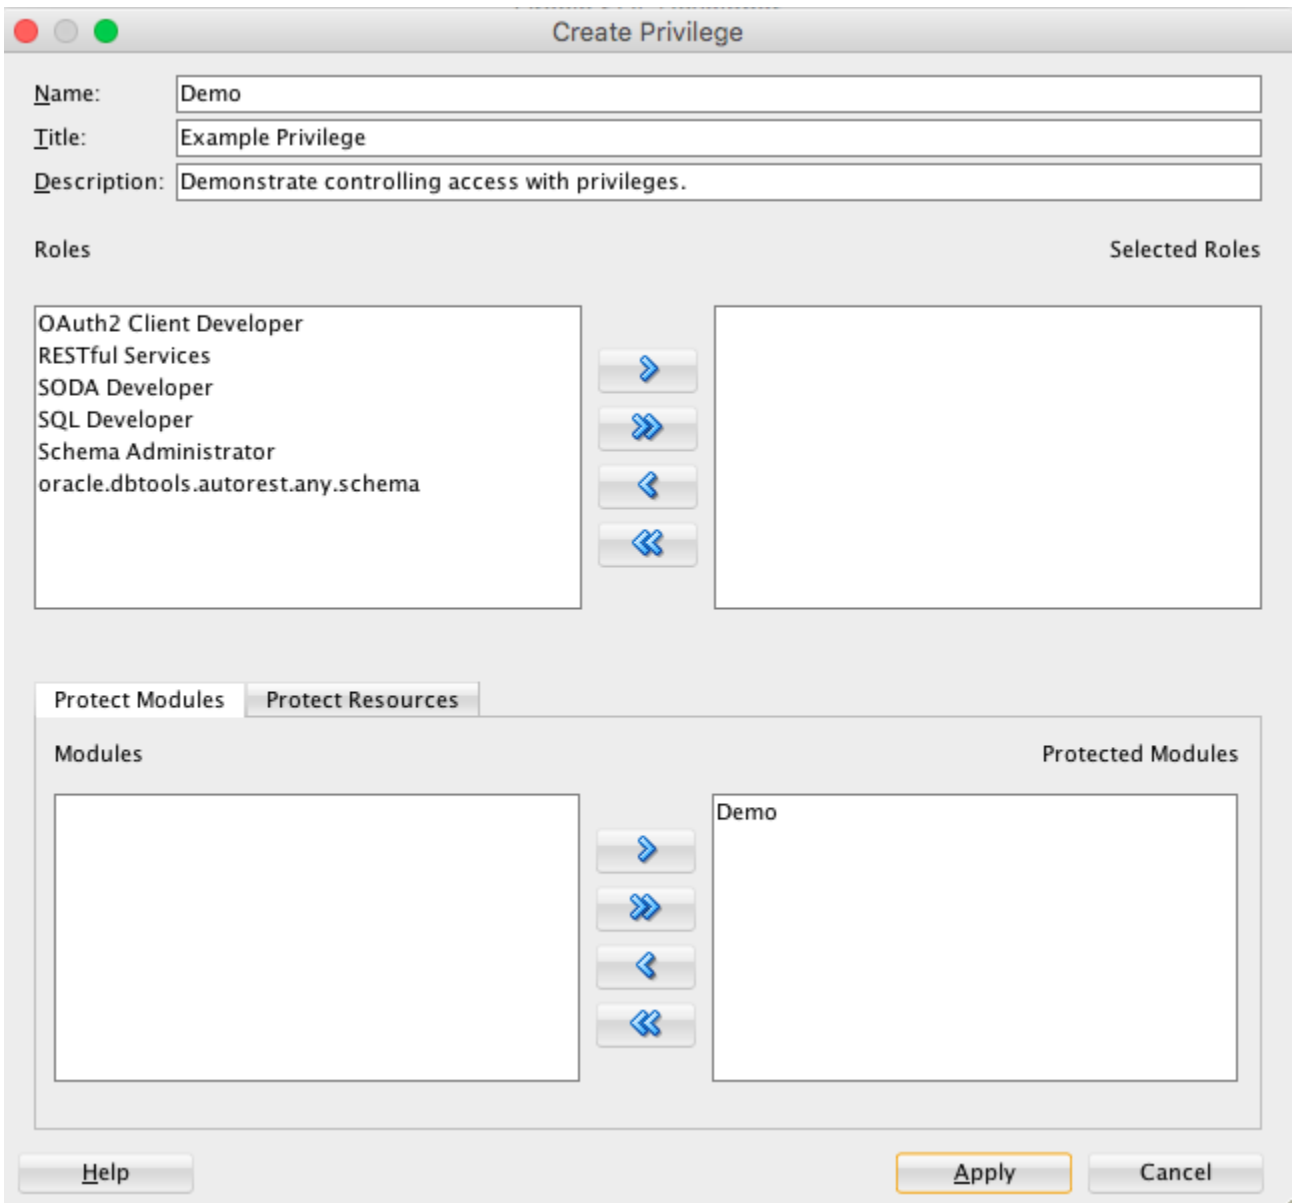 Create Privilege
Name: Demo
Title: Example Privilege
Description: Demonstrate controlling access with privileges.
Roles Selected Roles
OAuth2 Client Developer
RESTful Services
SODA Developer
SQL Developer
Schema Administrator
oracle.dbtools.autorest.any.schema
Protect Modules Protect Resources
Modules Protected Modules
Demo
Help Apply Cancel